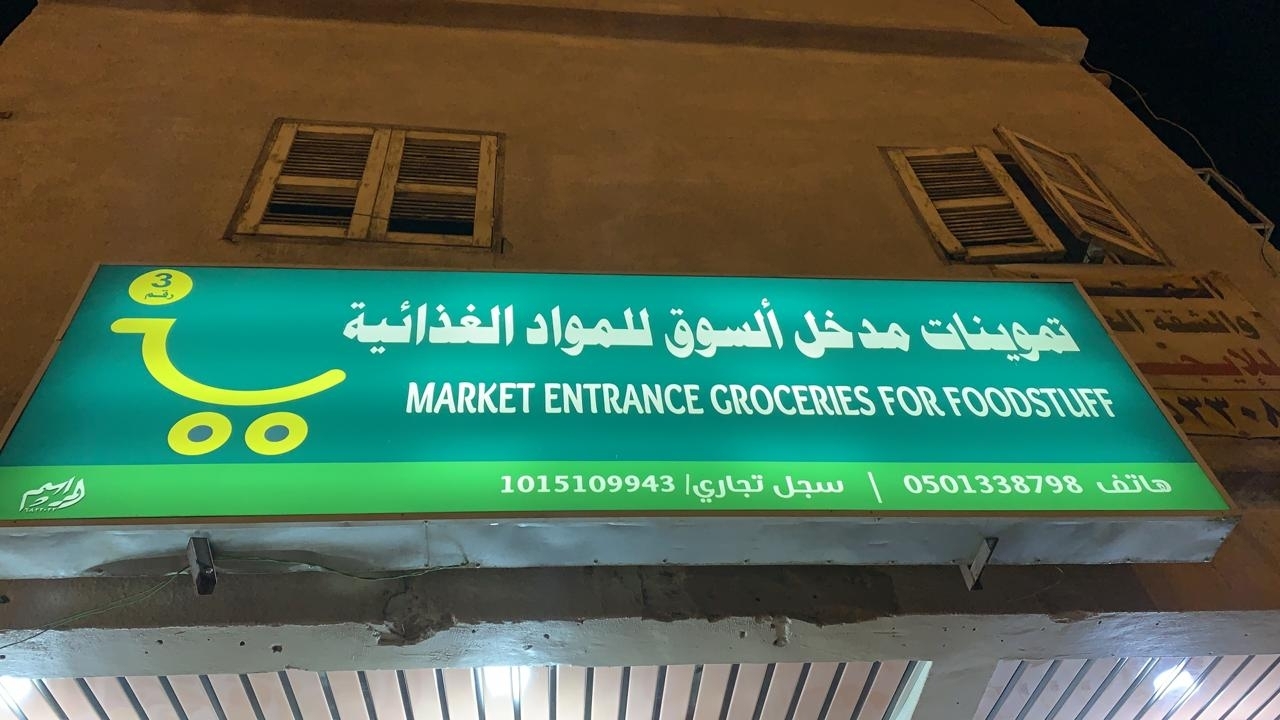 3
رقم
تموينات مدخل ألسوق للمواد الغذائية
MARKET ENTRANCE GROCERIES FOR FOODSTUFF
هاتف 0501338798 | سجل تجاري/ 1015109943